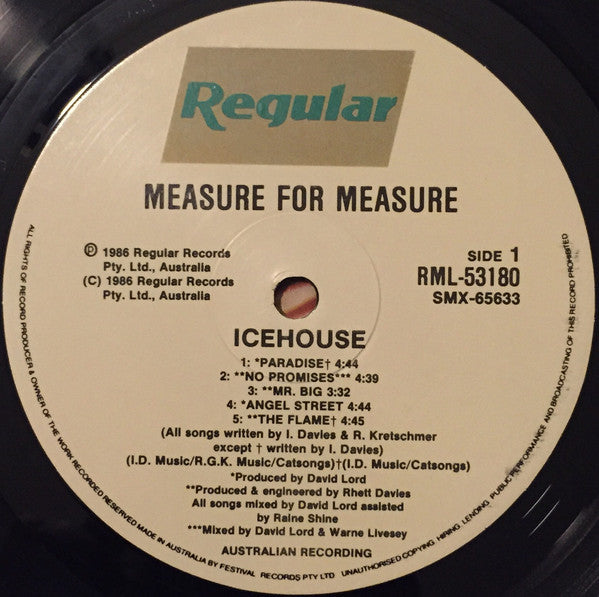 Regular
MEASURE FOR MEASURE
℗ 1986 Regular Records
Pty. Ltd., Australia
(C) 1986 Regular Records
Pty. Ltd., Australia
SIDE 1
RML-53180
SMX-65633
ICEHOUSE
1: *PARADISE† 4:44
2: **NO PROMISES*** 4:39
3: **MR. BIG 3:32
4: *ANGEL STREET 4:44
5: **THE FLAME† 4:45
(All songs written by I. Davies & R. Kretschmer
except † written by I. Davies)
(I.D. Music/R.G.K. Music/Catsongs)†(I.D. Music/Catsongs)
*Produced by David Lord
**Produced & engineered by Rhett Davies
All songs mixed by David Lord assisted
by Raine Shine
***Mixed by David Lord & Warne Livesey
AUSTRALIAN RECORDING
ALL RIGHTS OF RECORD PRODUCER & OWNER OF THE WORK RECORDED RESERVED MADE IN AUSTRALIA BY FESTIVAL RECORDS PTY LTD UNAUTHORISED COPYING HIRING LENDING PUBLIC PERFORMANCE AND BROADCASTING OF THIS RECORD PROHIBITED